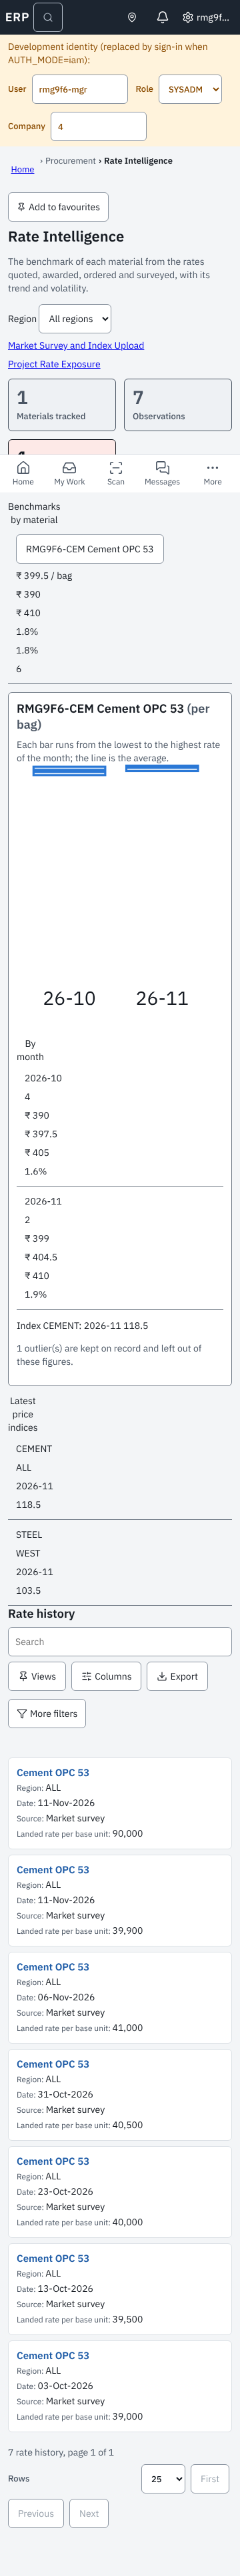 ERP
rmg9f...
Development identity (replaced by sign-in when
AUTH_MODE=iam):
User rmg9f6-mgr Role SYSADM
Company 4
Home › Procurement › Rate Intelligence
Add to favourites
Rate Intelligence
The benchmark of each material from the rates
quoted, awarded, ordered and surveyed, with its
trend and volatility.
Region All regions
Market Survey and Index Upload
Project Rate Exposure
1
Materials tracked
7
Observations
Home
My Work
Scan
Messages
More
Benchmarks
by material
RMG9F6-CEM Cement OPC 53
₹ 399.5 / bag
₹ 390
₹ 410
1.8%
1.8%
6
RMG9F6-CEM Cement OPC 53 (per
bag)
Each bar runs from the lowest to the highest rate
of the month; the line is the average.
26-10 26-11
By
month
2026-10
4
₹ 390
₹ 397.5
₹ 405
1.6%
2026-11
2
₹ 399
₹ 404.5
₹ 410
1.9%
Index CEMENT: 2026-11 118.5
1 outlier(s) are kept on record and left out of
these figures.
Latest
price
indices
CEMENT
ALL
2026-11
118.5
STEEL
WEST
2026-11
103.5
Rate history
Search
Views
Columns
Export
More filters
Cement OPC 53
Region: ALL
Date: 11-Nov-2026
Source: Market survey
Landed rate per base unit: 90,000
Cement OPC 53
Region: ALL
Date: 11-Nov-2026
Source: Market survey
Landed rate per base unit: 39,900
Cement OPC 53
Region: ALL
Date: 06-Nov-2026
Source: Market survey
Landed rate per base unit: 41,000
Cement OPC 53
Region: ALL
Date: 31-Oct-2026
Source: Market survey
Landed rate per base unit: 40,500
Cement OPC 53
Region: ALL
Date: 23-Oct-2026
Source: Market survey
Landed rate per base unit: 40,000
Cement OPC 53
Region: ALL
Date: 13-Oct-2026
Source: Market survey
Landed rate per base unit: 39,500
Cement OPC 53
Region: ALL
Date: 03-Oct-2026
Source: Market survey
Landed rate per base unit: 39,000
7 rate history, page 1 of 1
Rows 25 First
Previous Next